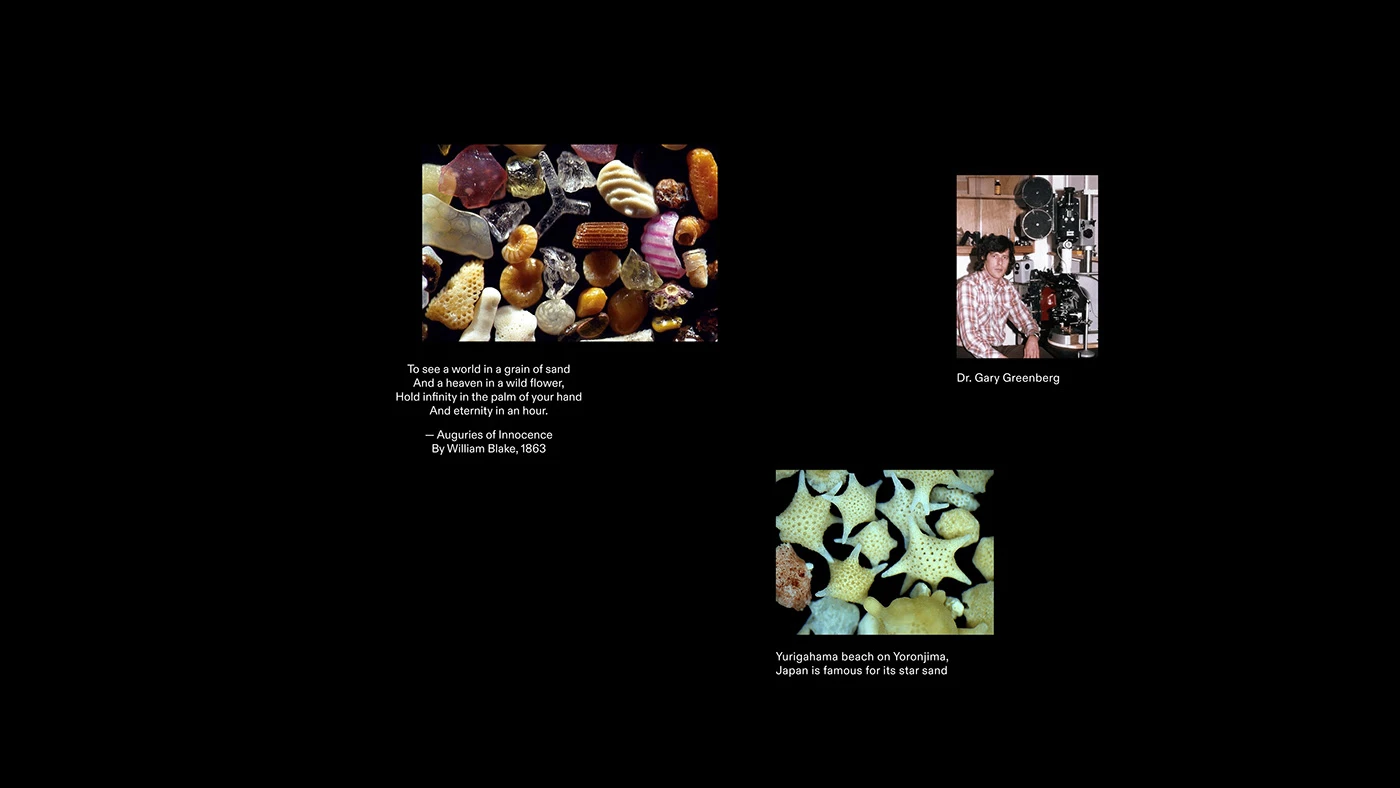 To see a world in a grain of sand
And a heaven in a wild flower,
Hold infinity in the palm of your hand
And eternity in an hour.
— Auguries of Innocence
By William Blake, 1863
Dr. Gary Greenberg
Yurigahama beach on Yoronjima,
Japan is famous for its star sand